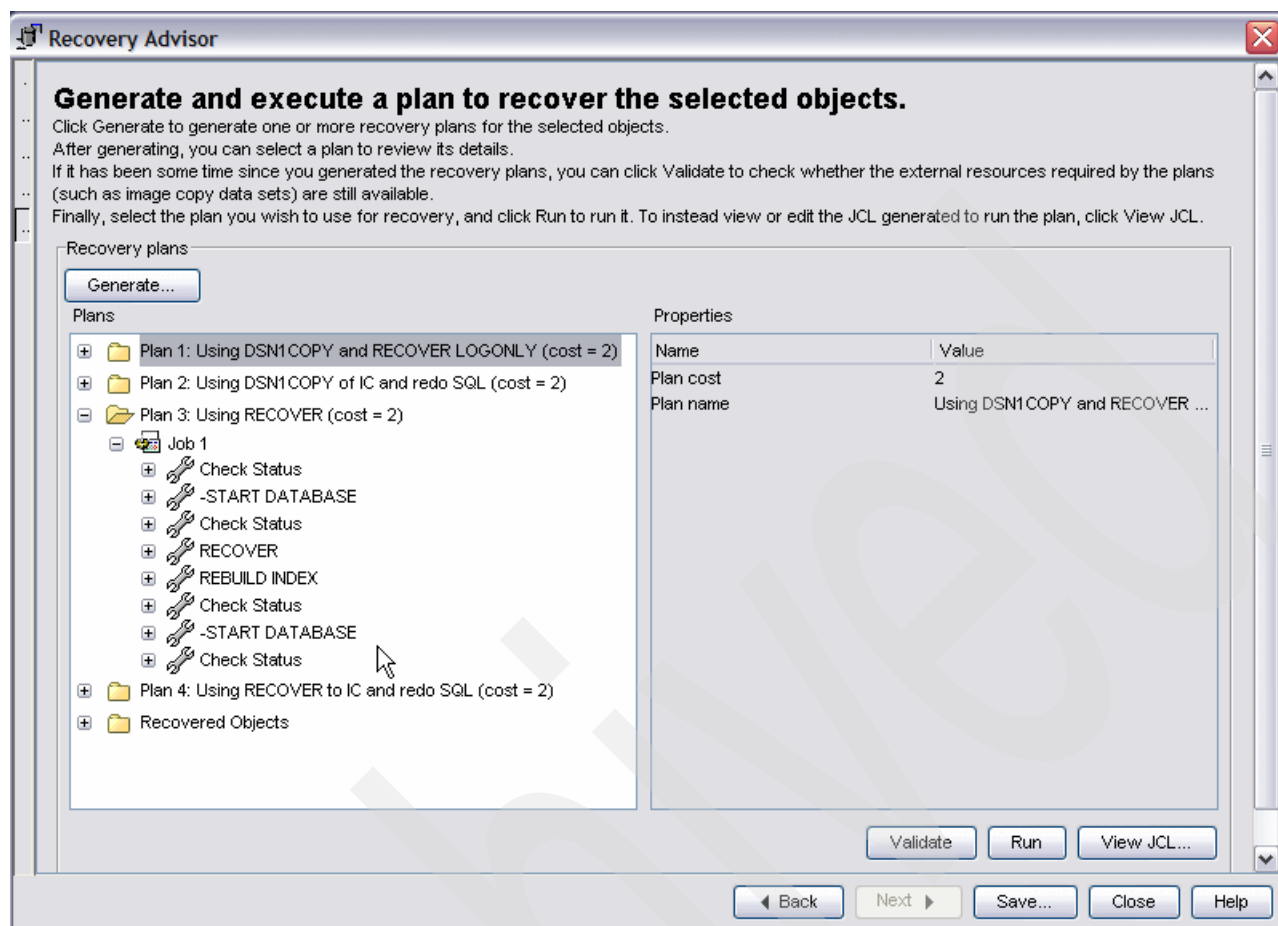 Recovery Advisor
Generate and execute a plan to recover the selected objects.
Click Generate to generate one or more recovery plans for the selected objects.
After generating, you can select a plan to review its details.
If it has been some time since you generated the recovery plans, you can click Validate to check whether the external resources required by the plans
(such as image copy data sets) are still available.
Finally, select the plan you wish to use for recovery, and click Run to run it. To instead view or edit the JCL generated to run the plan, click View JCL.
Recovery plans
Generate...
Plans
Plan 1: Using DSN1COPY and RECOVER LOGONLY (cost = 2)
Plan 2: Using DSN1COPY of IC and redo SQL (cost = 2)
Plan 3: Using RECOVER (cost = 2)
Job 1
Check Status
-START DATABASE
Check Status
RECOVER
REBUILD INDEX
Check Status
-START DATABASE
Check Status
Plan 4: Using RECOVER to IC and redo SQL (cost = 2)
Recovered Objects
Properties
Name Value
Plan cost 2
Plan name Using DSN1COPY and RECOVER ...
Validate Run View JCL...
Back Next Save... Close Help